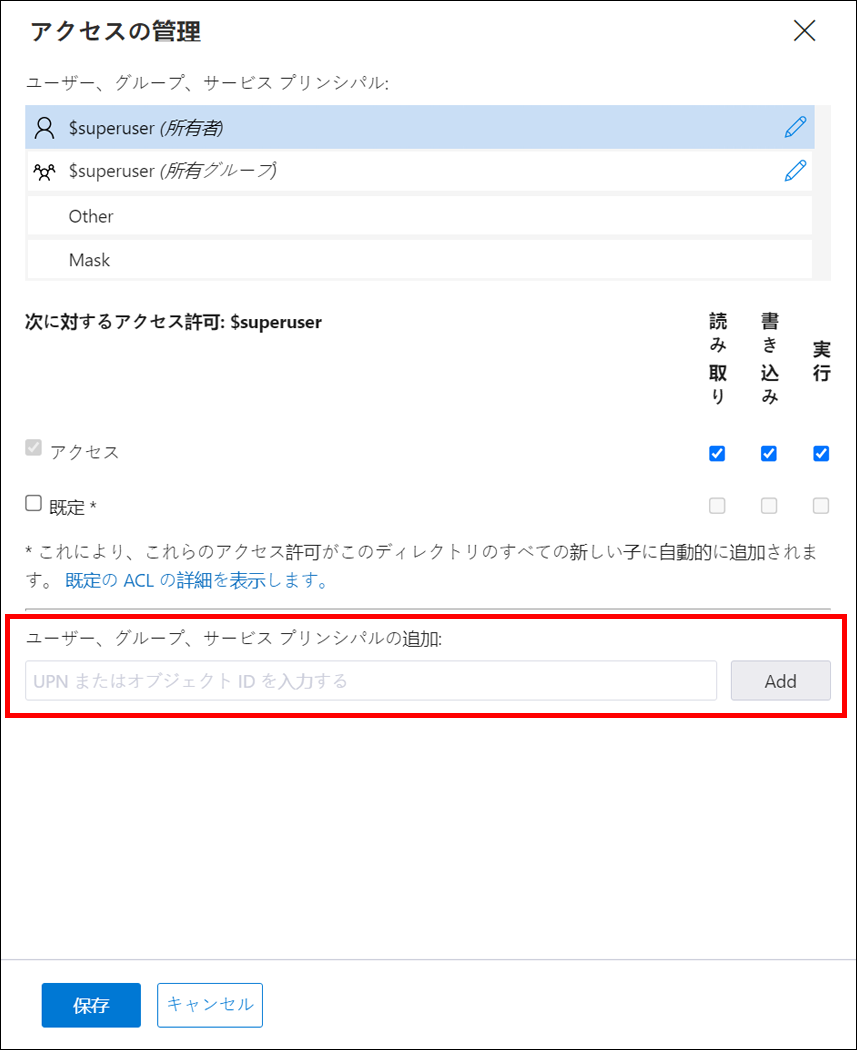 アクセスの管理
ユーザー、グループ、サービス プリンシパル:
$superuser (所有者)
$superuser (所有グループ)
Other
Mask
次に対するアクセス許可: $superuser
読み取り
書き込み
実行
アクセス
既定 *
* これにより、これらのアクセス許可がこのディレクトリのすべての新しい子に自動的に追加されま
す。 既定の ACL の詳細を表示します。
ユーザー、グループ、サービス プリンシパルの追加:
UPN またはオブジェクト ID を入力する
Add
保存
キャンセル